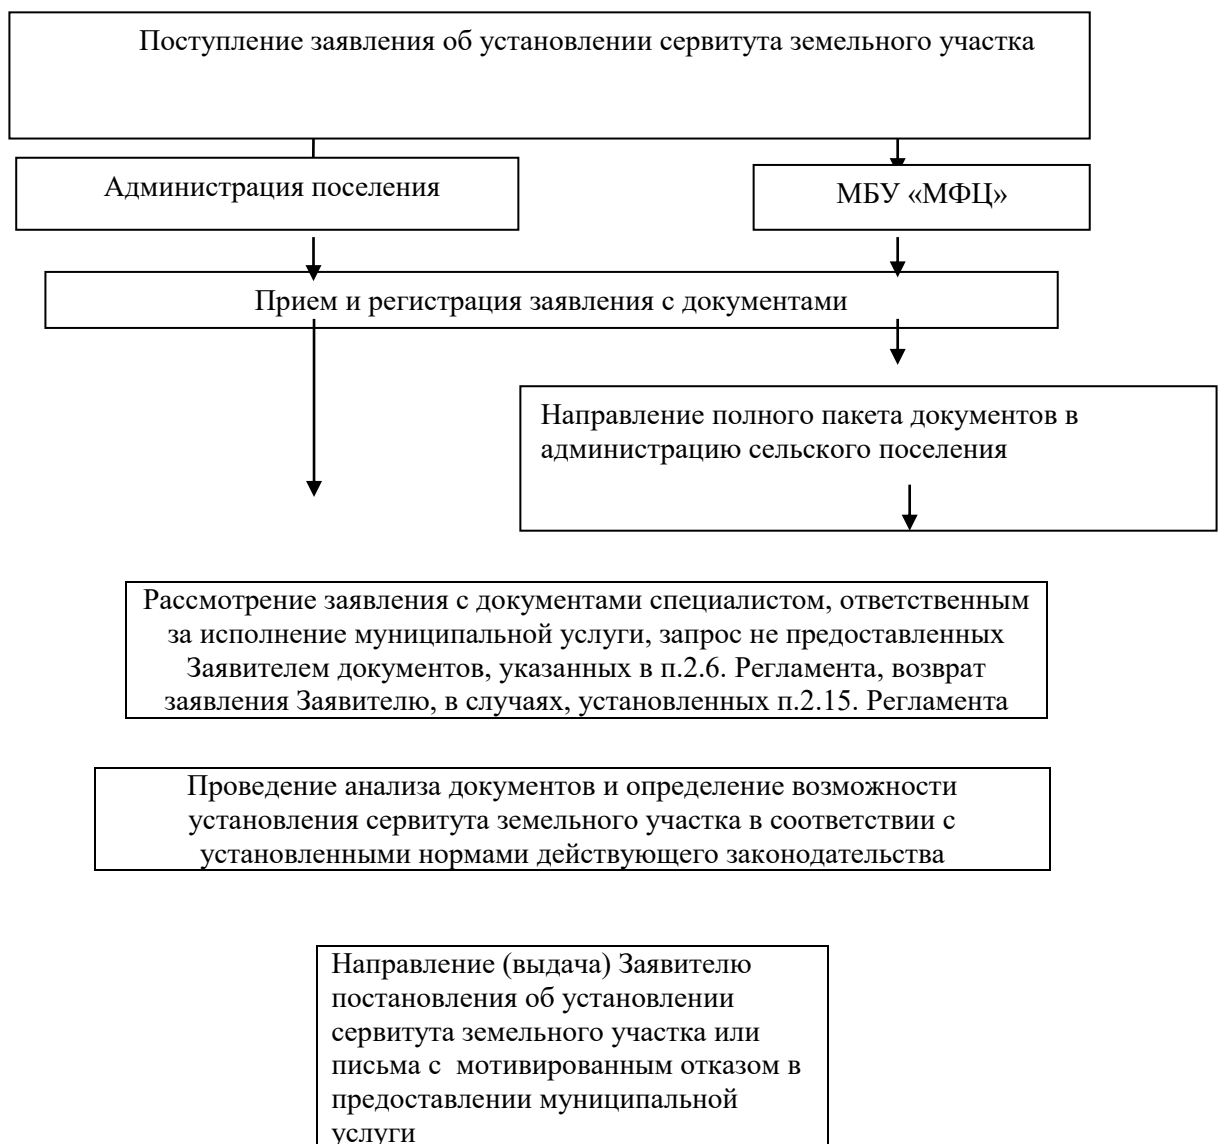 Поступление заявления об установлении сервитута земельного участка
Администрация поселения
МБУ «МФЦ»
Прием и регистрация заявления с документами
Направление полного пакета документов в
администрацию сельского поселения
Рассмотрение заявления с документами специалистом, ответственным
за исполнение муниципальной услуги, запрос не предоставленных
Заявителем документов, указанных в п.2.6. Регламента, возврат
заявления Заявителю, в случаях, установленных п.2.15. Регламента
Проведение анализа документов и определение возможности
установления сервитута земельного участка в соответствии с
установленными нормами действующего законодательства
Направление (выдача) Заявителю
постановления об установлении
сервитута земельного участка или
письма с  мотивированным отказом в
предоставлении муниципальной
услуги